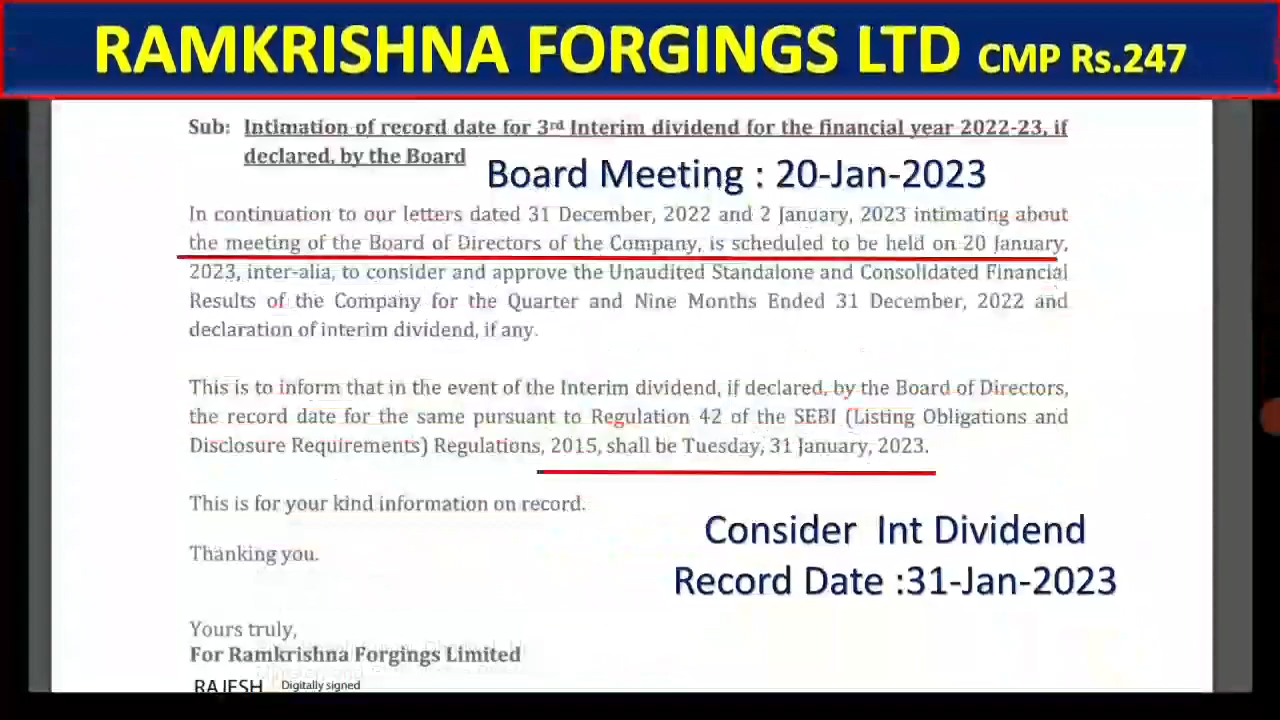 RAMKRISHNA FORGINGS LTD CMP Rs.247
Sub: Intimation of record date for 3rd Interim dividend for the financial year 2022-23, if
declared, by the Board
Board Meeting : 20-Jan-2023
In continuation to our letters dated 31 December, 2022 and 2 January, 2023 intimating about
the meeting of the Board of Directors of the Company, is scheduled to be held on 20 January,
2023, inter-alia, to consider and approve the Unaudited Standalone and Consolidated Financial
Results of the Company for the Quarter and Nine Months Ended 31 December, 2022 and
declaration of interim dividend, if any.
This is to inform that in the event of the Interim dividend, if declared, by the Board of Directors,
the record date for the same pursuant to Regulation 42 of the SEBI (Listing Obligations and
Disclosure Requirements) Regulations, 2015, shall be Tuesday, 31 January, 2023.
This is for your kind information on record.
Consider Int Dividend
Thanking you.
Record Date :31-Jan-2023
Yours truly,
For Ramkrishna Forgings Limited
RAJESH Digitally signed